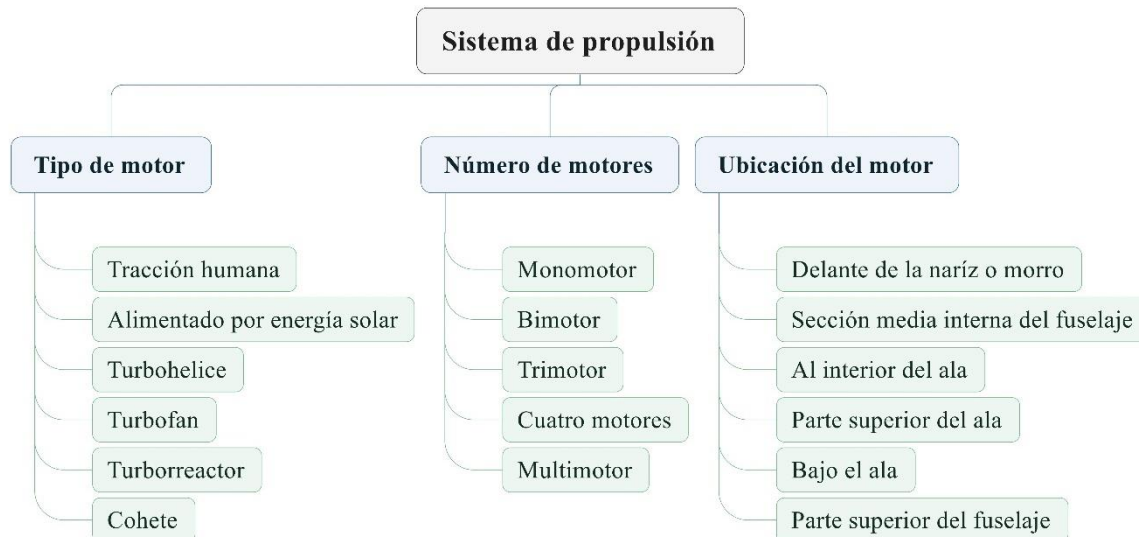 Sistema de propulsión
Tipo de motor
Tracción humana
Alimentado por energía solar
Turbohelice
Turbofan
Turborreactor
Cohete
Número de motores
Monomotor
Bimotor
Trimotor
Cuatro motores
Multimotor
Ubicación del motor
Delante de la naríz o morro
Sección media interna del fuselaje
Al interior del ala
Parte superior del ala
Bajo el ala
Parte superior del fuselaje